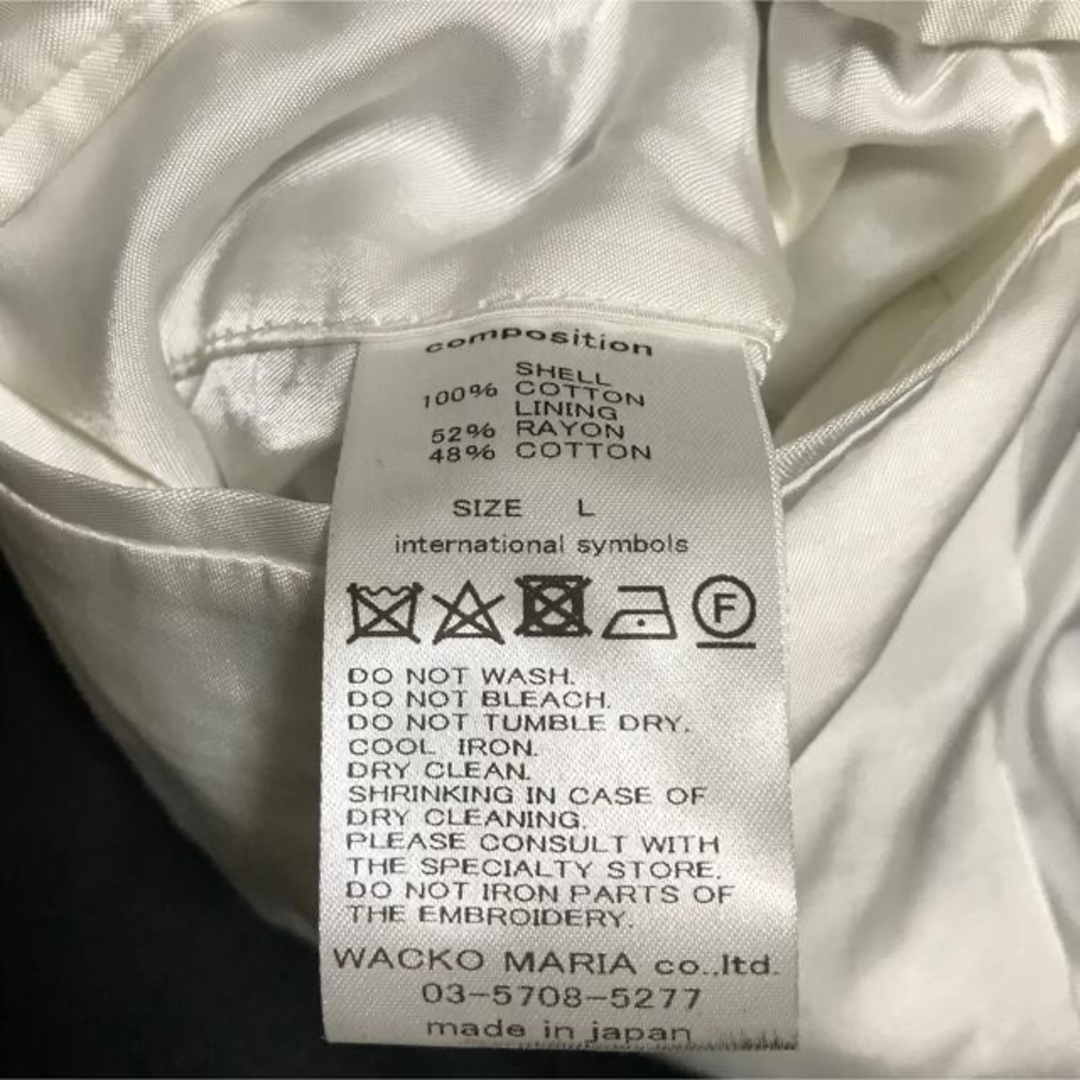 composition
SHELL
100% COTTON
LINING
52% RAYON
48% COTTON
SIZE L
international symbols
F
DO NOT WASH.
DO NOT BLEACH.
DO NOT TUMBLE DRY.
COOL IRON.
DRY CLEAN.
SHRINKING IN CASE OF
DRY CLEANING.
PLEASE CONSULT WITH
THE SPECIALTY STORE.
DO NOT IRON PARTS OF
THE EMBROIDERY.
WACKO MARIA co.,ltd.
03-5708-5277
made in japan